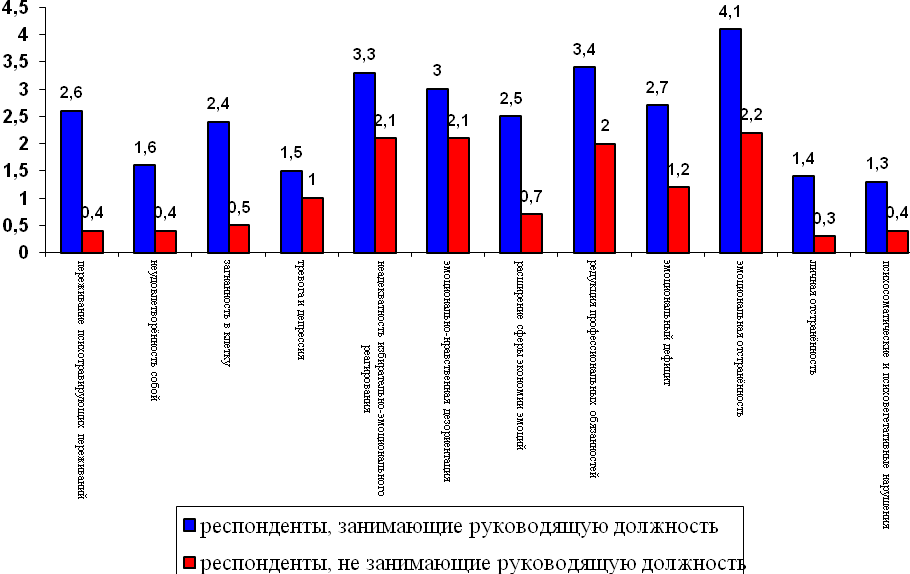 4,5
4
3,5
3
2,5
2
1,5
1
0,5
0
2,6
0,4
1,6
0,4
2,4
0,5
1,5
1
3,3
2,1
3
2,1
2,5
0,7
3,4
2
2,7
1,2
4,1
2,2
1,4
0,3
1,3
0,4
переживание психотравирующих переживаний
неудовлетворённость собой
загнанность в клетку
тревога и депрессия
неадекватность избирательно-эмоционального
реагирования
эмоционально-нравственная дезориентация
расширение сферы экономии эмоций
редукция профессиональных обязанностей
эмоциональный дефицит
эмоциональная отстранённость
личная отстранённость
психосоматические и психовегетативные нарушения
респонденты, занимающие руководящую должность
респонденты, не занимающие руководящую должность